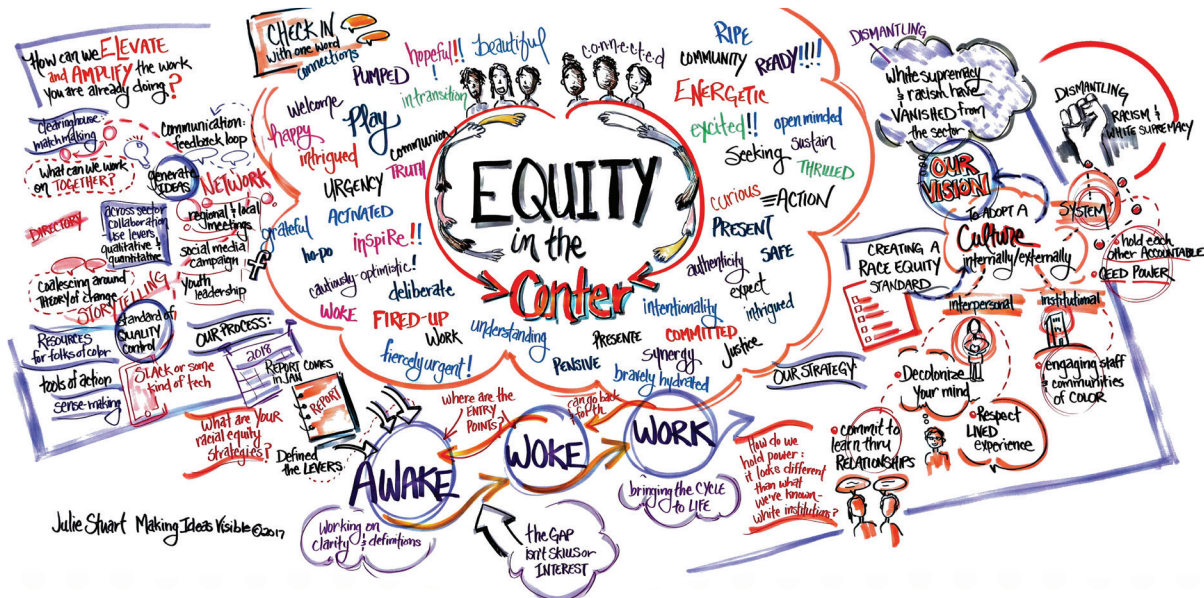 How can we ELEVATE
and AMPLIFY the work
you are already doing?
clearinghouse:
matchmaking
Communication:
feedback loop
What can we work
on TOGETHER?
generate
IDEAS
NETWORK
DIRECTORY
across sector
collaboration
use levers
qualitative &
quantitative
regional & local
meetings
social media
campaign
youth
leadership
Coalescing around
THEORY of change
STORYTELLING
standard of
QUALITY
control
RESOURCES
for folks of color
tools of action
sense-making
SLACK or some
kind of tech
OUR PROCESS:
2018
REPORT COMES
in JAN
REPORT
What are YOUR
racial equity
strategies?
Defined
the LEVERS
CHECK IN
with one word
connections
PUMPED
hopeful!!
beautiful
connected
RIPE
COMMUNITY
READY!!!!
welcome
in transition
ENERGETIC
happy
Play
communion
excited!!
open minded
intrigued
TRUTH
Seeking
sustain
THRILLED
URGENCY
ACTIVATED
curious
ACTION
grateful
inspire!!
PRESENT
ho-po
SAFE
cautiously-optimistic!
authenticity
expect
deliberate
intentionality
intrigued
WOKE
FIRED-UP
WORK
understanding
PRESENTE
COMMITTED
Justice
fiercely urgent!
PENSIVE
synergy
bravely hydrated
EQUITY
in the
Center
WHERE are the
ENTRY
POINTS?
can go back
& forth
AWAKE
WOKE
WORK
Working on
clarity & definitions
the GAP
isn't SKILLS or
INTEREST
bringing the CYCLE
to LIFE
How do we
hold power:
it looks different
than what
we've known-
white institutions?
DISMANTLING
white supremacy
& racism have
VANISHED from
the sector
DISMANTLING
RACISM &
WHITE SUPREMACY
OUR
VISION
TO ADOPT A
Culture
internally/externally
SYSTEM
hold each
other ACCOUNTABLE
CEED POWER
CREATING A
RACE EQUITY
STANDARD
interpersonal
institutional
OUR STRATEGY:
Decolonize
your mind
engaging staff
& communities
of COLOR
Respect
LIVED
experience
commit to
learn thru
RELATIONSHIPS
Julie Stuart Making Ideas Visible © 2017